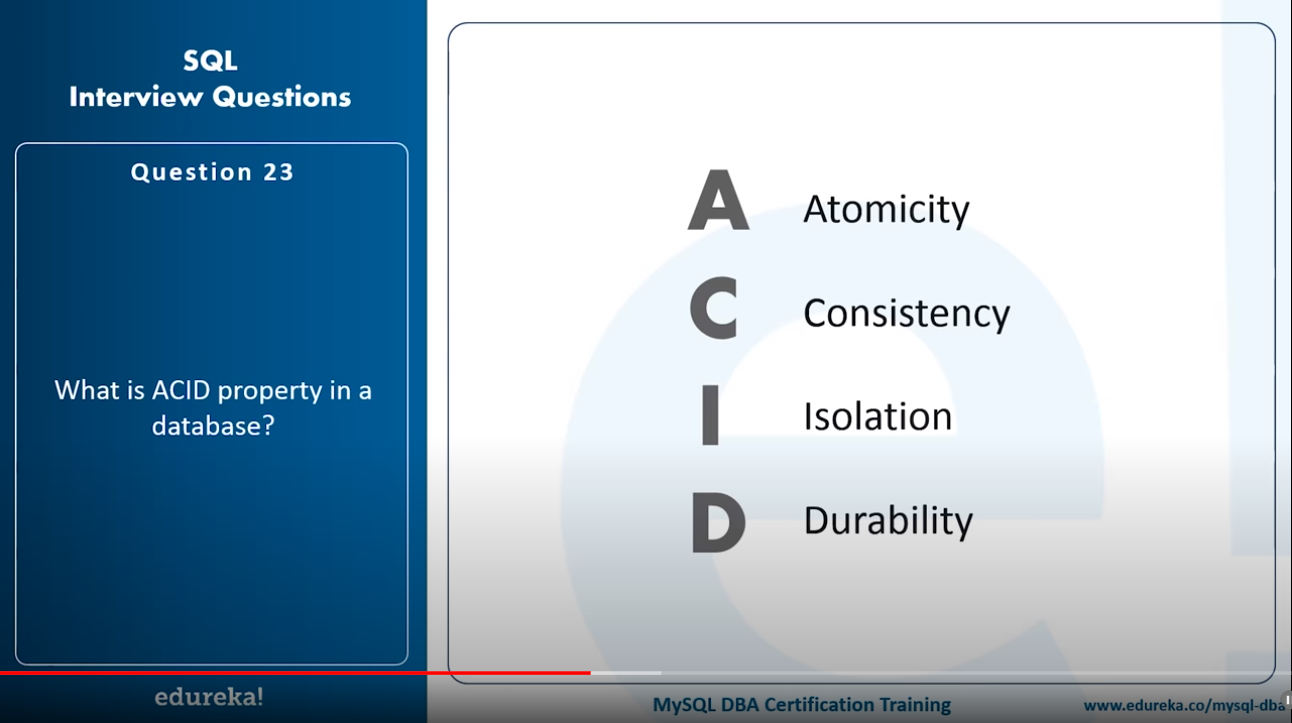 SQL
Interview Questions
Question 23
What is ACID property in a
database?
edureka!
A Atomicity
C Consistency
I Isolation
D Durability
MySQL DBA Certification Training
www.edureka.co/mysql-dba